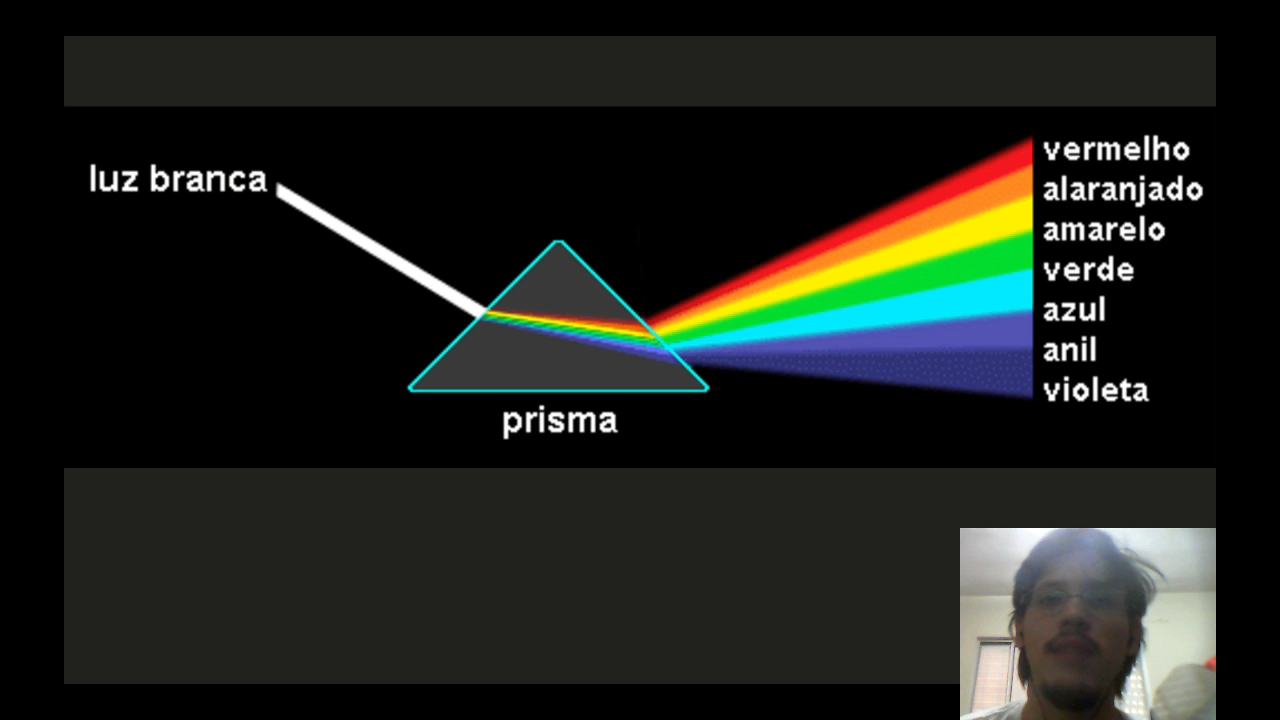 luz branca
prisma
vermelho
alaranjado
amarelo
verde
azul
anil
violeta